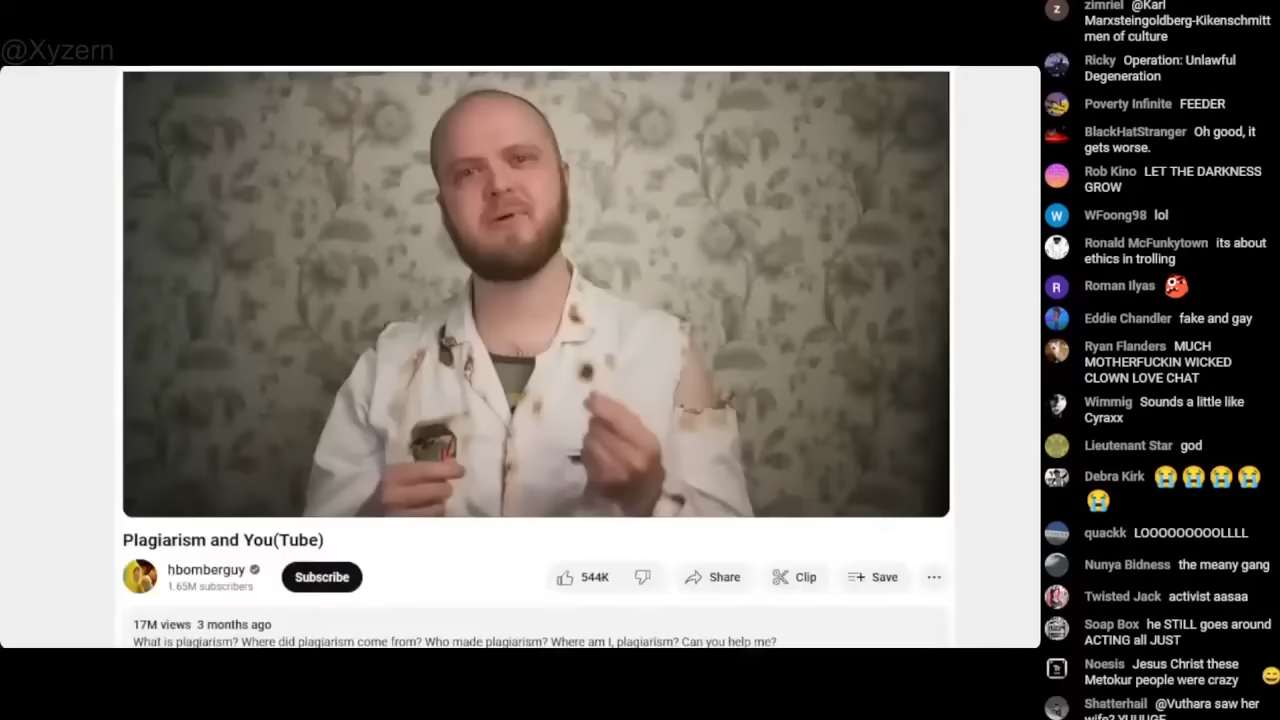 @Xyzern
Plagiarism and You(Tube)
hbomberguy
1.65M subscribers
Subscribe
544K
Share
Clip
Save
17M views 3 months ago
What is plagiarism? Where did plagiarism come from? Who made plagiarism? Where am I, plagiarism? Can you help me?
zimriel @Karl
Marxsteingoldberg-Kikenschmitt
men of culture
Ricky Operation: Unlawful
Degeneration
Poverty Infinite FEEDER
BlackHatStranger Oh good, it
gets worse.
Rob Kino LET THE DARKNESS
GROW
W
WFoong98 lol
Ronald McFunkytown its about
ethics in trolling
R
Roman Ilyas
Eddie Chandler fake and gay
Ryan Flanders MUCH
MOTHERFUCKIN WICKED
CLOWN LOVE CHAT
Wimmig Sounds a little like
Cyraxx
Lieutenant Star god
Debra Kirk
quackk LOOOOOOOOOLLLL
Nunya Bidness the meany gang
Twisted Jack activist aasaa
Soap Box he STILL goes around
ACTING all JUST
Noesis Jesus Christ these
Metokur people were crazy
Shatterhail @Vuthara saw her
wife? YUUUGE